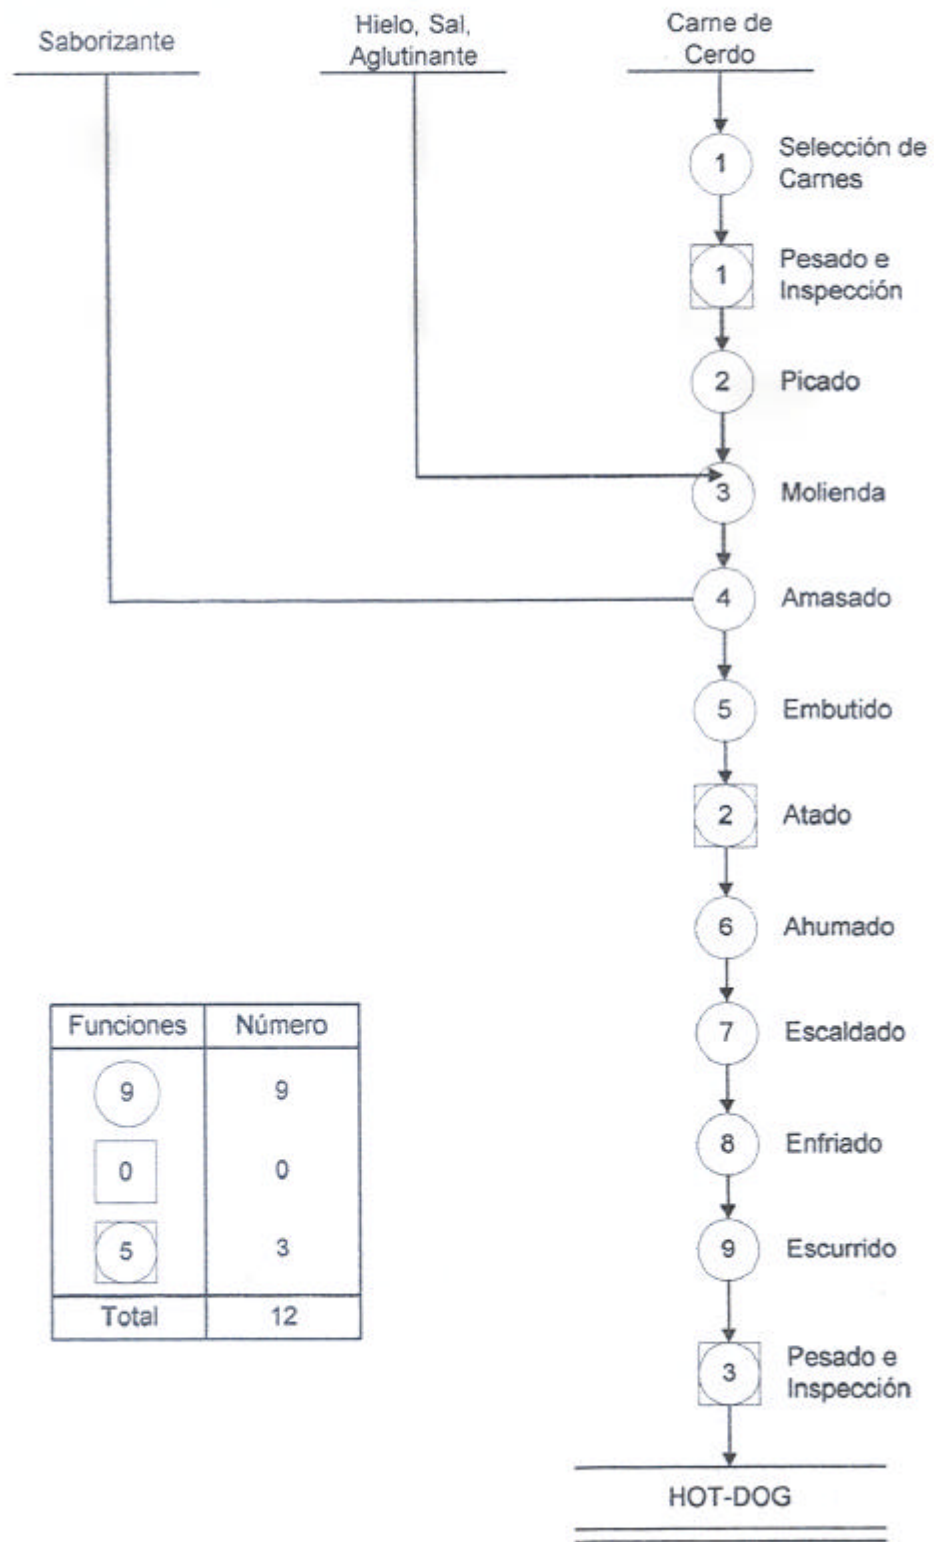 Saborizante
Hielo, Sal,
Aglutinante
Carne de
Cerdo
1
Selección de
Carnes
1
Pesado e
Inspección
2
Picado
3
Molienda
4
Amasado
5
Embutido
2
Atado
6
Ahumado
7
Escaldado
8
Enfriado
9
Escurrido
3
Pesado e
Inspección
HOT-DOG
Funciones Número
9 9
0 0
5 3
Total 12